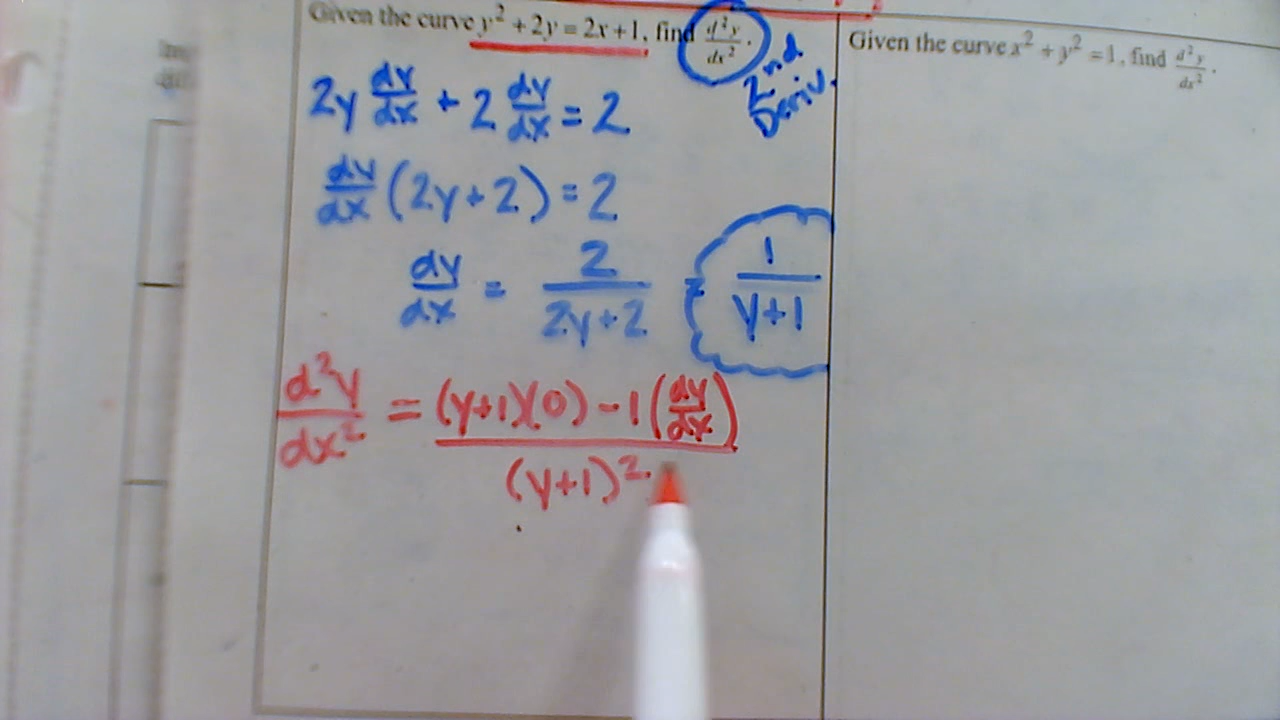 Given the curve y² + 2y = 2x + 1, find d²y/dx².
2nd
Deriv.
2y dy/dx + 2 dy/dx = 2
dy/dx (2y + 2) = 2
dy/dx = 2/(2y+2) = 1/(y+1)
d²y/dx² = ((y+1)(0) - 1(dy/dx))/(y+1)²
Given the curve x² + y² = 1, find d²y/dx².